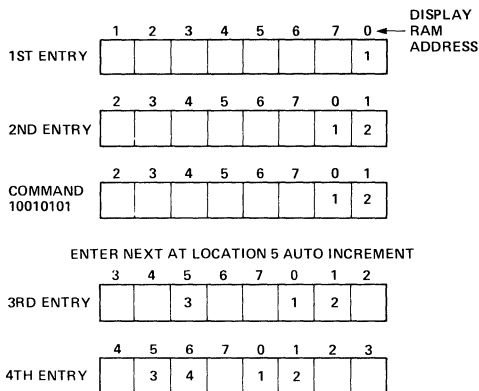 DISPLAY
1 2 3 4 5 6 7 0 RAM
ADDRESS
1ST ENTRY 1
2 3 4 5 6 7 0 1
2ND ENTRY 1 2
2 3 4 5 6 7 0 1
COMMAND
10010101 1 2
ENTER NEXT AT LOCATION 5 AUTO INCREMENT
3 4 5 6 7 0 1 2
3RD ENTRY 3 1 2
4 5 6 7 0 1 2 3
4TH ENTRY 3 4 1 2